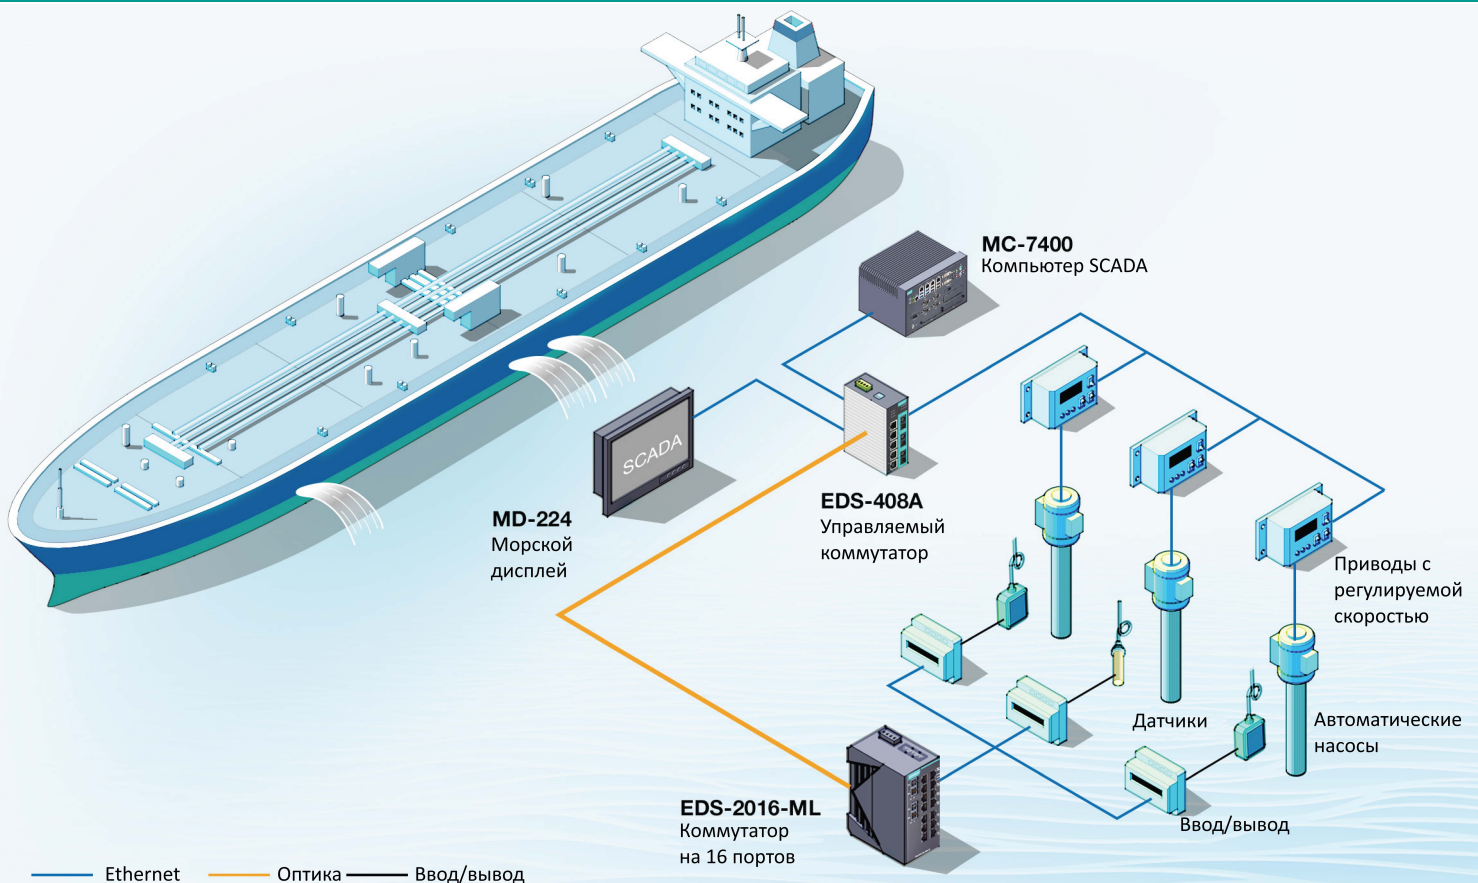 MC-7400
Компьютер SCADA
SCADA
MD-224
Морской
дисплей
EDS-408A
Управляемый
коммутатор
Приводы с
регулируемой
скоростью
Датчики
Автоматические
насосы
EDS-2016-ML
Коммутатор
на 16 портов
Ввод/вывод
Ethernet
Оптика
Ввод/вывод